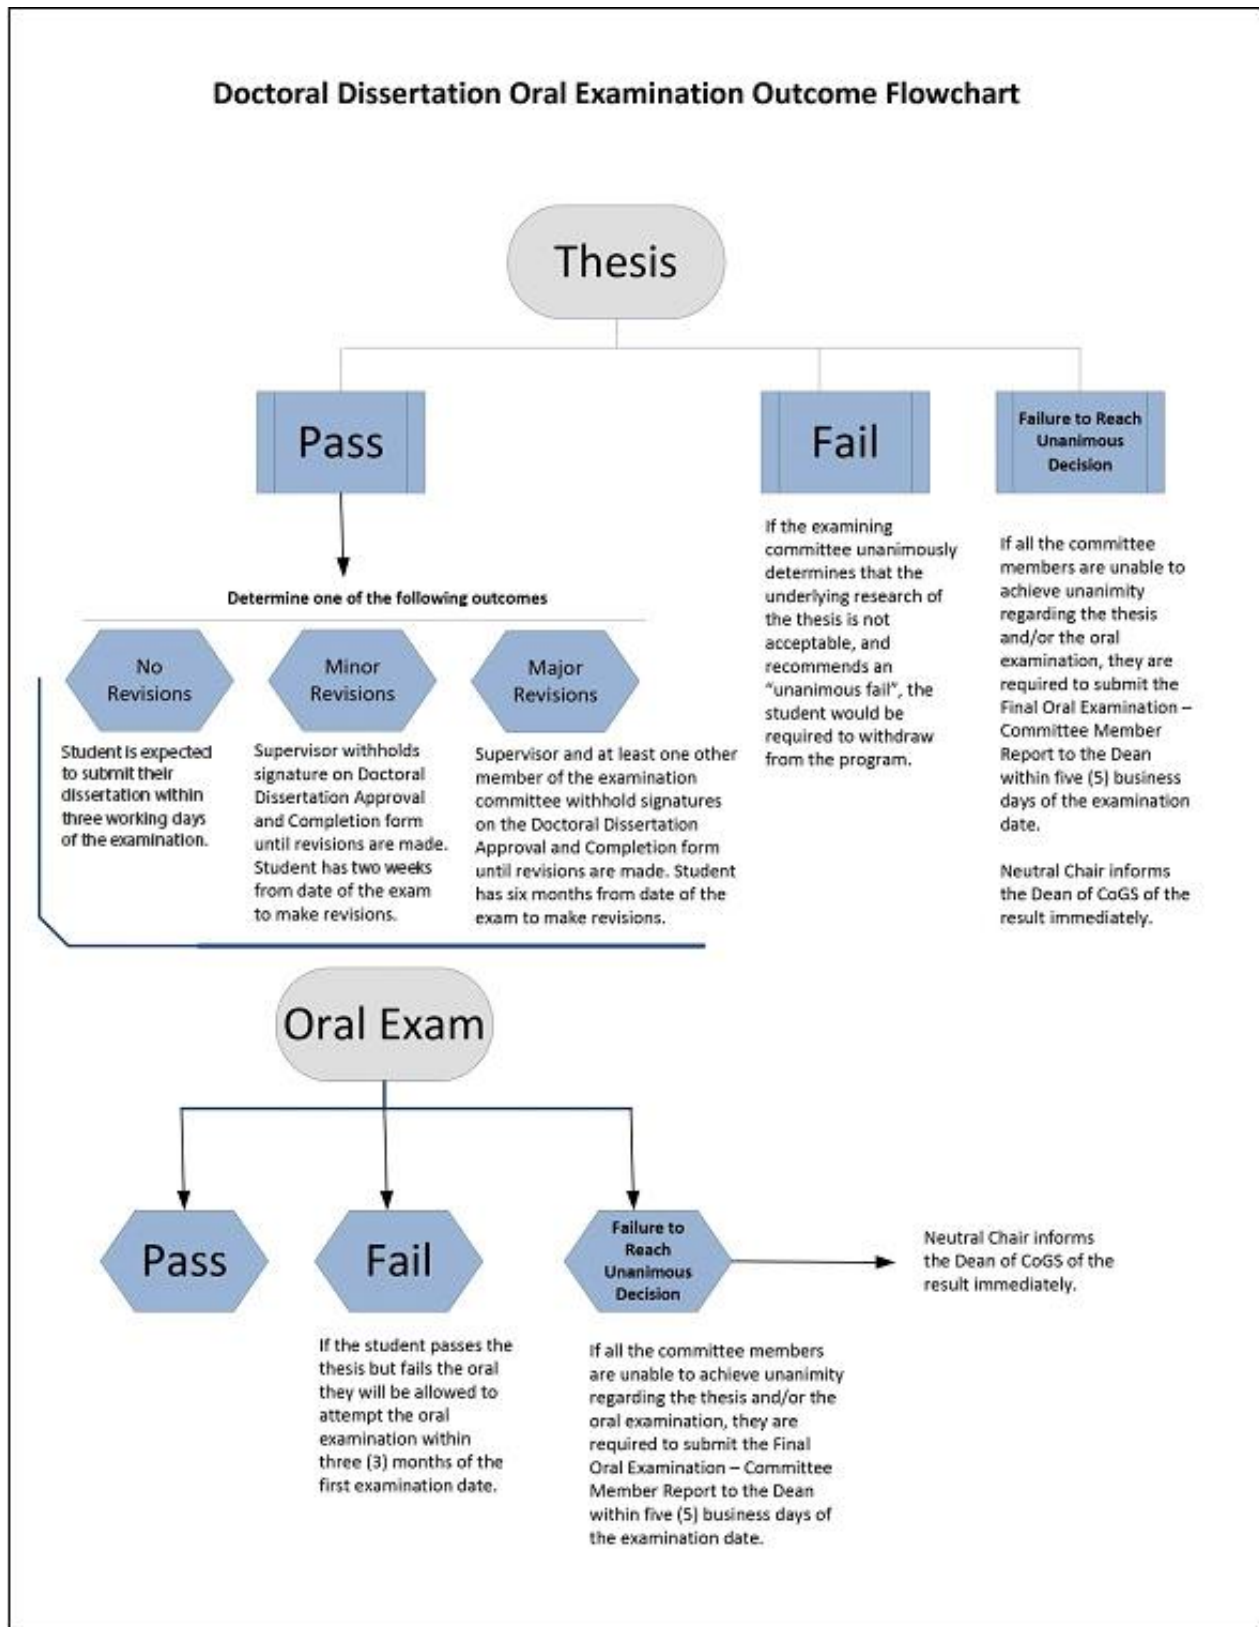 Doctoral Dissertation Oral Examination Outcome Flowchart
Thesis
Pass
Fail
Failure to Reach
Unanimous
Decision
Determine one of the following outcomes
No
Revisions
Student is expected
to submit their
dissertation within
three working days
of the examination.
Minor
Revisions
Supervisor withholds
signature on Doctoral
Dissertation Approval
and Completion form
until revisions are made.
Student has two weeks
from date of the exam
to make revisions.
Major
Revisions
Supervisor and at least one other
member of the examination
committee withhold signatures
on the Doctoral Dissertation
Approval and Completion form
until revisions are made. Student
has six months from date of the
exam to make revisions.
If the examining
committee unanimously
determines that the
underlying research of
the thesis is not
acceptable, and
recommends an
“unanimous fail”, the
student would be
required to withdraw
from the program.
If all the committee
members are unable to
achieve unanimity
regarding the thesis
and/or the oral
examination, they are
required to submit the
Final Oral Examination –
Committee Member
Report to the Dean
within five (5) business
days of the examination
date.
Neutral Chair informs
the Dean of CoGS of the
result immediately.
Oral Exam
Pass
Fail
If the student passes the
thesis but fails the oral
they will be allowed to
attempt the oral
examination within
three (3) months of the
first examination date.
Failure to
Reach
Unanimous
Decision
If all the committee members
are unable to achieve unanimity
regarding the thesis and/or the
oral examination, they are
required to submit the Final
Oral Examination – Committee
Member Report to the Dean
within five (5) business days of
the examination date.
Neutral Chair informs
the Dean of CoGS of the
result immediately.